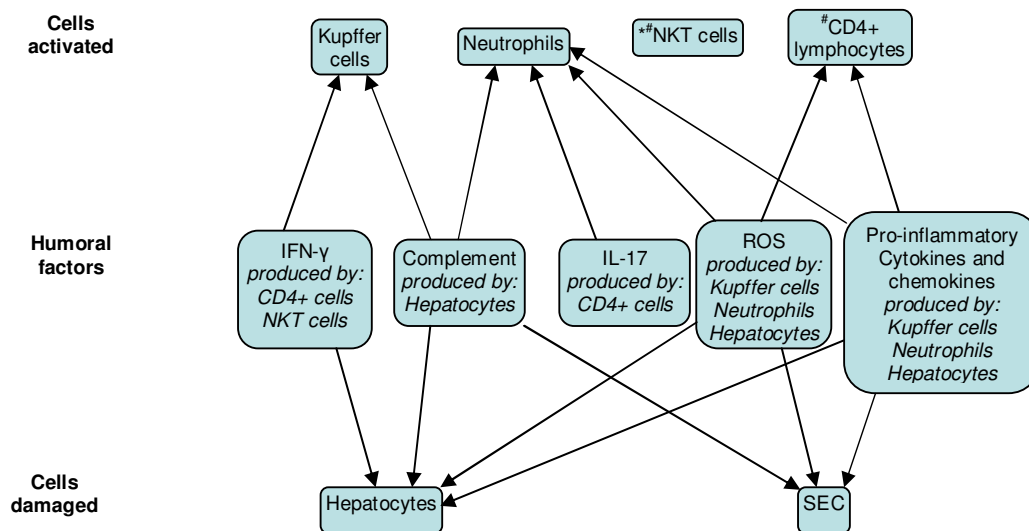 Cells
activated
Kupffer
cells
Neutrophils
*#NKT cells
#CD4+
lymphocytes
Humoral
factors
IFN-γ
produced by:
CD4+ cells
NKT cells
Complement
produced by:
Hepatocytes
IL-17
produced by:
CD4+ cells
ROS
produced by:
Kupffer cells
Neutrophils
Hepatocytes
Pro-inflammatory
Cytokines and
chemokines
produced by:
Kupffer cells
Neutrophils
Hepatocytes
Cells
damaged
Hepatocytes
SEC